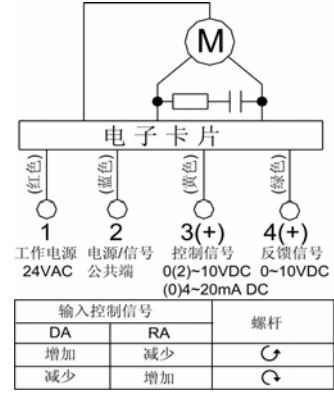 M
电子卡片
(红色) (蓝色) (黄色) (绿色)
1 2 3(+) 4(+)
工作电源 电源/信号 控制信号 反馈信号
24VAC 公共端 0(2)~10VDC 0~10VDC
(0)4~20mA DC
输入控制信号 螺杆
DA RA
增加 减少
减少 增加